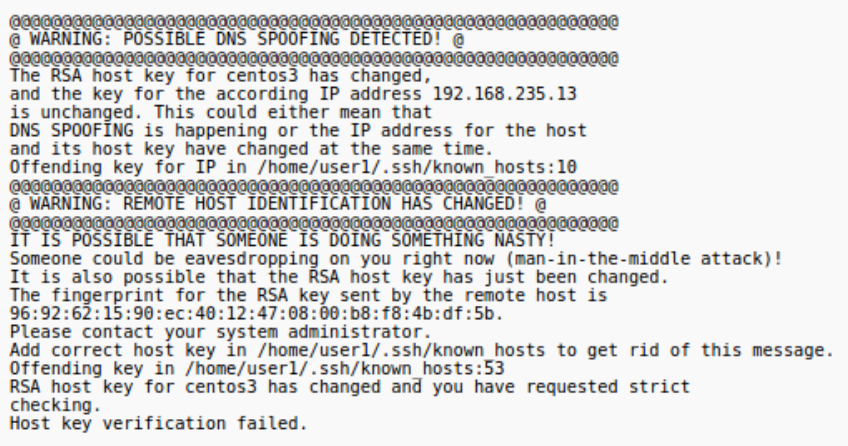 @@@@@@@@@@@@@@@@@@@@@@@@@@@@@@@@@@@@@@@@@@@@@@@@@@@@@@@@@@@
@ WARNING: POSSIBLE DNS SPOOFING DETECTED! @
@@@@@@@@@@@@@@@@@@@@@@@@@@@@@@@@@@@@@@@@@@@@@@@@@@@@@@@@@@@
The RSA host key for centos3 has changed,
and the key for the according IP address 192.168.235.13
is unchanged. This could either mean that
DNS SPOOFING is happening or the IP address for the host
and its host key have changed at the same time.
Offending key for IP in /home/user1/.ssh/known_hosts:10
@@@@@@@@@@@@@@@@@@@@@@@@@@@@@@@@@@@@@@@@@@@@@@@@@@@@@@@@@@@
@ WARNING: REMOTE HOST IDENTIFICATION HAS CHANGED! @
@@@@@@@@@@@@@@@@@@@@@@@@@@@@@@@@@@@@@@@@@@@@@@@@@@@@@@@@@@@
IT IS POSSIBLE THAT SOMEONE IS DOING SOMETHING NASTY!
Someone could be eavesdropping on you right now (man-in-the-middle attack)!
It is also possible that the RSA host key has just been changed.
The fingerprint for the RSA key sent by the remote host is
96:92:62:15:90:ec:40:12:47:08:00:b8:f8:4b:df:5b.
Please contact your system administrator.
Add correct host key in /home/user1/.ssh/known_hosts to get rid of this message.
Offending key in /home/user1/.ssh/known_hosts:53
RSA host key for centos3 has changed and you have requested strict
checking.
Host key verification failed.